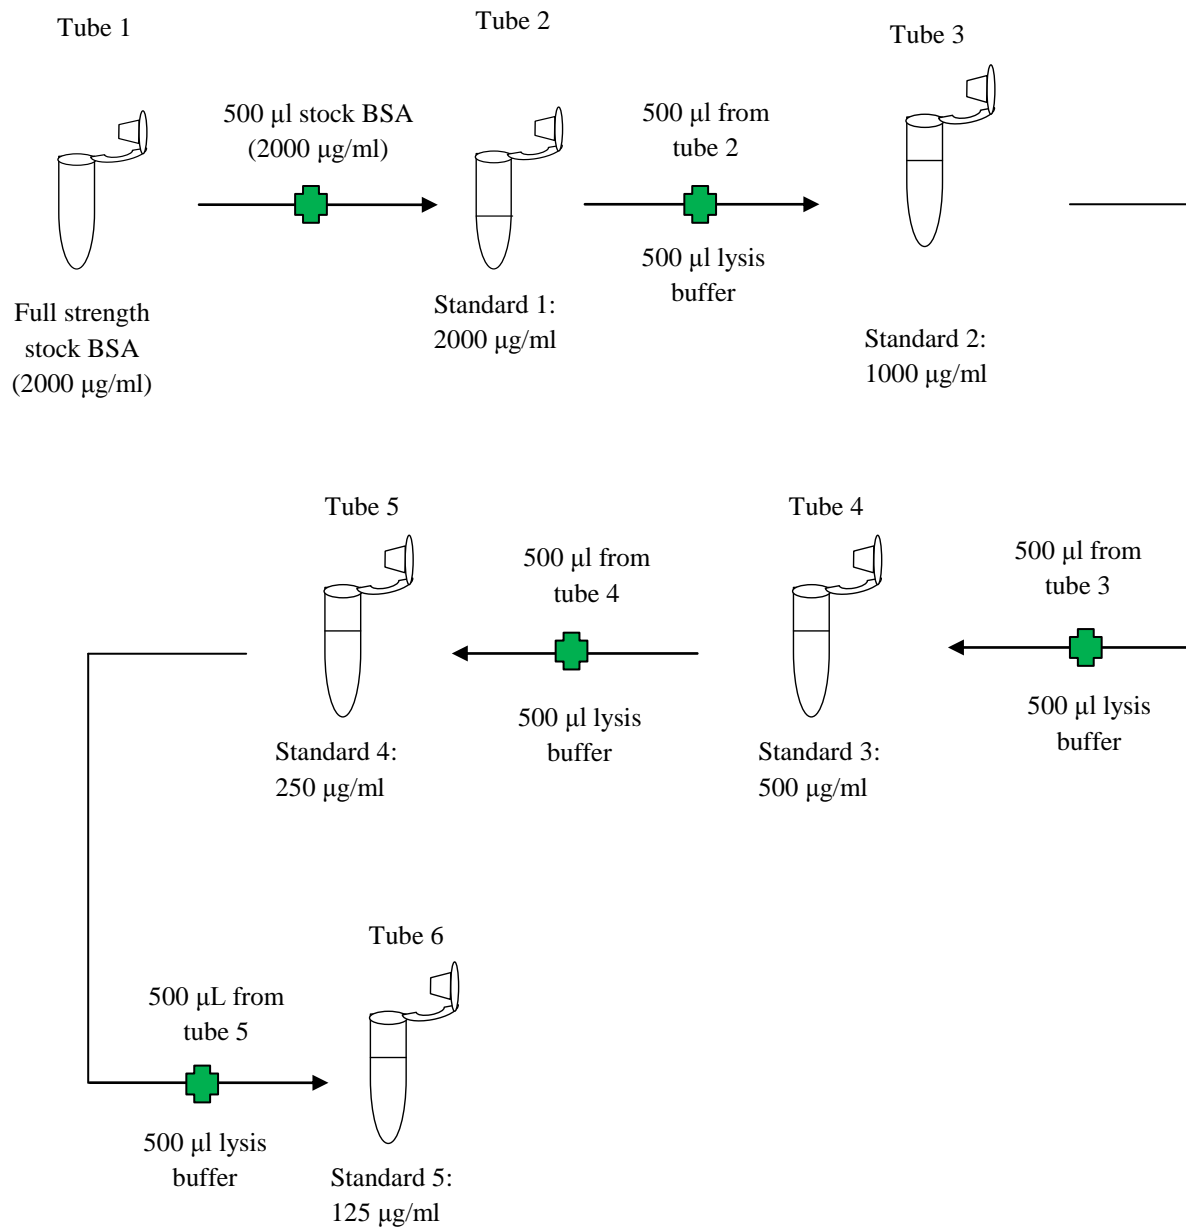 Tube 1
Full strength
stock BSA
(2000 μg/ml)
500 μl stock BSA
(2000 μg/ml)
Tube 2
Standard 1:
2000 μg/ml
500 μl from
tube 2
500 μl lysis
buffer
Tube 3
Standard 2:
1000 μg/ml
500 μl from
tube 3
500 μl lysis
buffer
Tube 4
Standard 3:
500 μg/ml
500 μl from
tube 4
500 μl lysis
buffer
Tube 5
Standard 4:
250 μg/ml
500 μL from
tube 5
500 μl lysis
buffer
Tube 6
Standard 5:
125 μg/ml